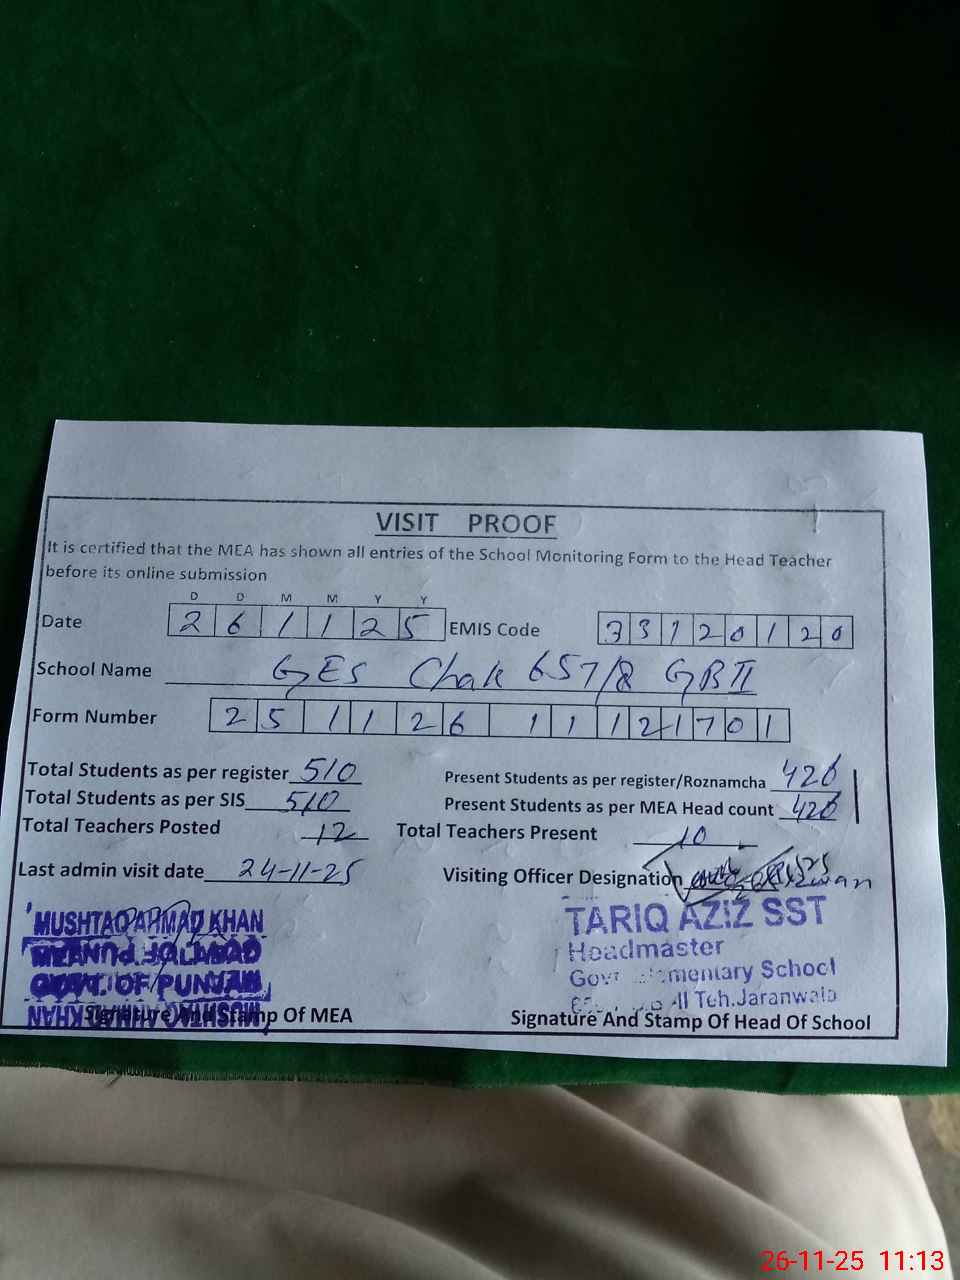 VISIT PROOF
It is certified that the MEA has shown all entries of the School Monitoring Form to the Head Teacher
before its online submission
D D M M Y Y
Date 2 6 1 1 2 5 EMIS Code 3 3 1 2 0 1 2 0
School Name GES Chak 657/8 GB II
Form Number 2 5 1 1 2 6 1 1 1 2 1 7 0 1
Total Students as per register 510 Present Students as per register/Roznamcha 426
Total Students as per SIS 510 Present Students as per MEA Head count 426
Total Teachers Posted 12 Total Teachers Present 10
Last admin visit date 24-11-25 Visiting Officer Designation
MUSHTAQ AHMAD KHAN
GOVT. OF PUNJAB
Signature And Stamp Of MEA
TARIQ AZIZ SST
Headmaster
Govt Elementary School
II Teh.Jaranwala
Signature And Stamp Of Head Of School
26-11-25 11:13